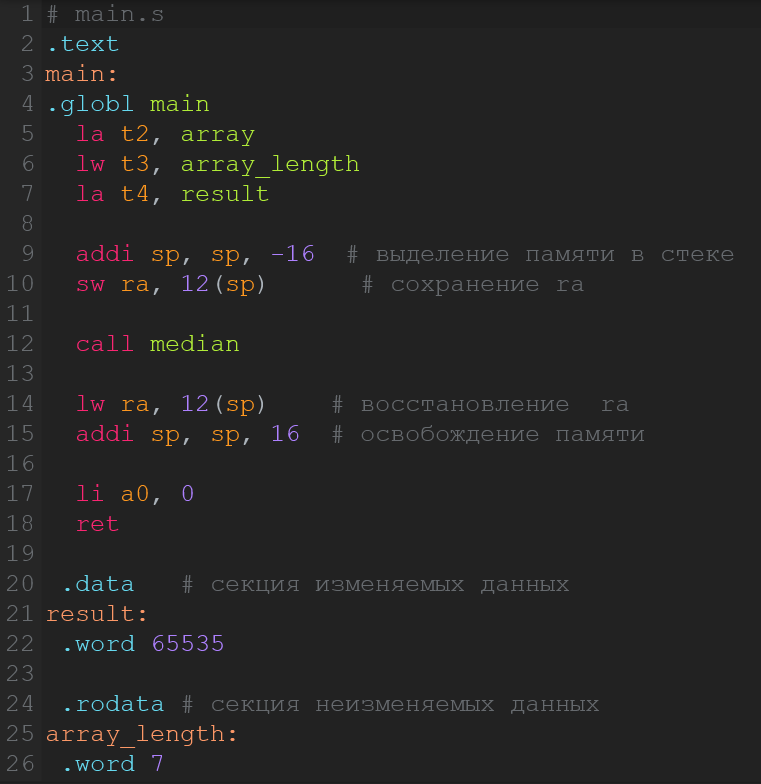 1 # main.s
2 .text
3 main:
4 .globl main
5   la t2, array
6   lw t3, array_length
7   la t4, result
8
9   addi sp, sp, -16  # выделение памяти в стеке
10   sw ra, 12(sp)      # сохранение ra
11
12   call median
13
14   lw ra, 12(sp)    # восстановление  ra
15   addi sp, sp, 16  # освобождение памяти
16
17   li a0, 0
18   ret
19
20  .data   # секция изменяемых данных
21 result:
22  .word 65535
23
24  .rodata # секция неизменяемых данных
25 array_length:
26  .word 7